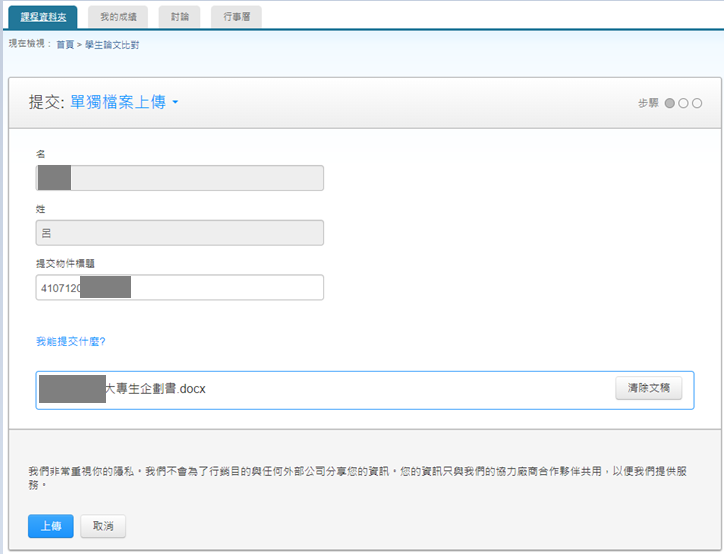 課程資料夾 我的成績 討論 行事曆
現在檢視： 首頁 > 學生論文比對
提交: 單獨檔案上傳
步驟
名
姓
呂
提交物件標題
4107120
我能提交什麼?
大專生企劃書.docx
清除文稿
我們非常重視你的隱私。我們不會為了行銷目的與任何外部公司分享您的資訊。您的資訊只與我們的協力廠商合作夥伴共用，以便我們提供服
務。
上傳 取消